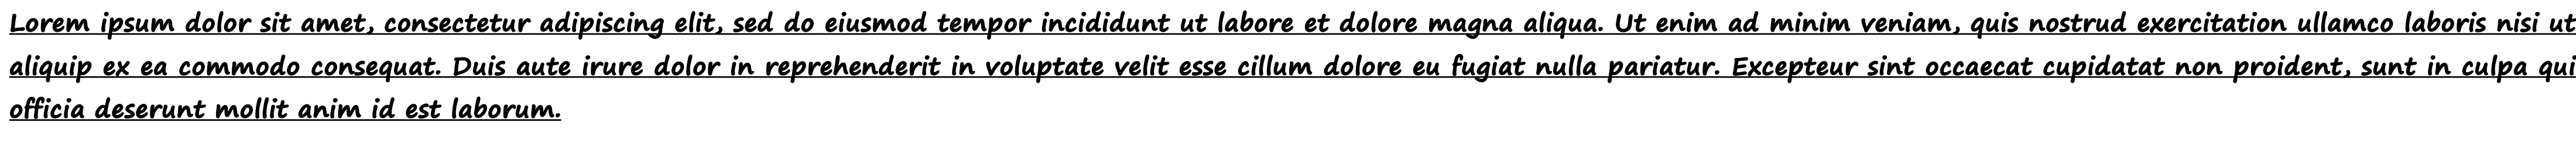 Lorem ipsum dolor sit amet, consectetur adipiscing elit, sed do eiusmod tempor incididunt ut labore et dolore magna aliqua. Ut enim ad minim veniam, quis nostrud exercitation ullamco laboris nisi ut
aliquip ex ea commodo consequat. Duis aute irure dolor in reprehenderit in voluptate velit esse cillum dolore eu fugiat nulla pariatur. Excepteur sint occaecat cupidatat non proident, sunt in culpa qui
officia deserunt mollit anim id est laborum.